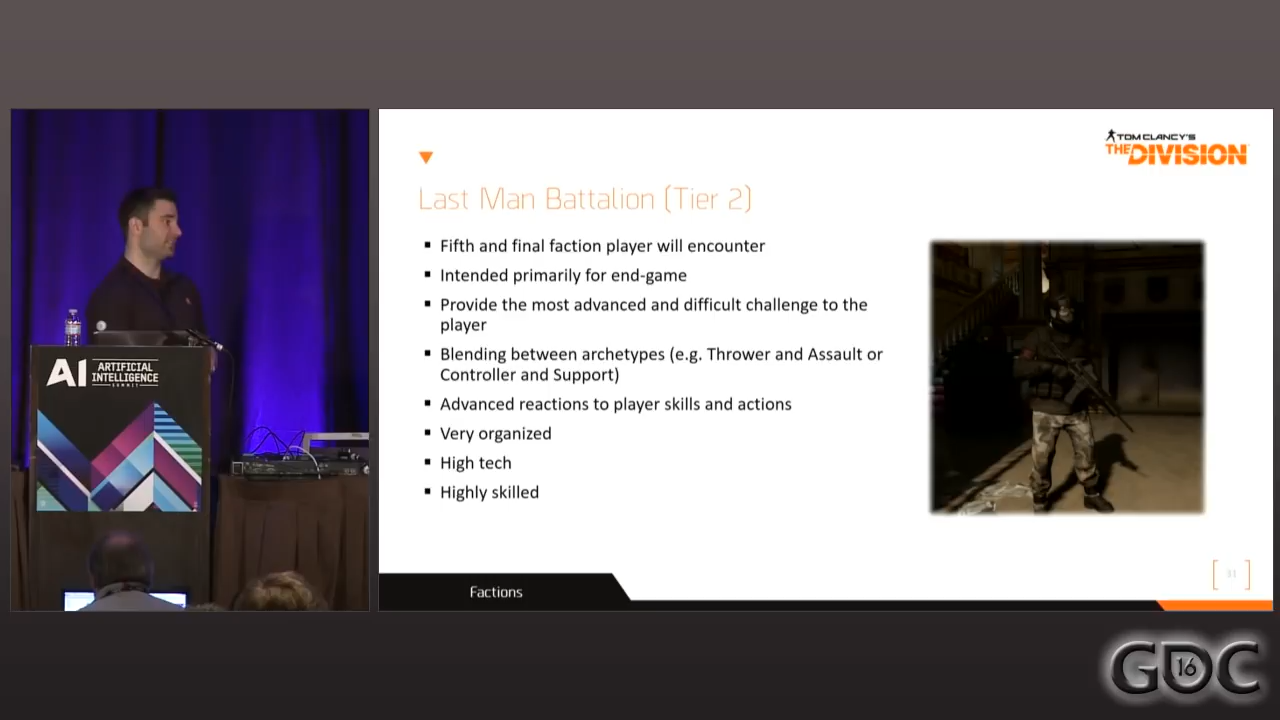 TOM CLANCY'S
THE DIVISION
Last Man Battalion (Tier 2)
▪ Fifth and final faction player will encounter
▪ Intended primarily for end-game
▪ Provide the most advanced and difficult challenge to the
player
▪ Blending between archetypes (e.g. Thrower and Assault or
Controller and Support)
▪ Advanced reactions to player skills and actions
▪ Very organized
▪ High tech
▪ Highly skilled
Factions
AI ARTIFICIAL
INTELLIGENCE
SUMMIT
GDC 16